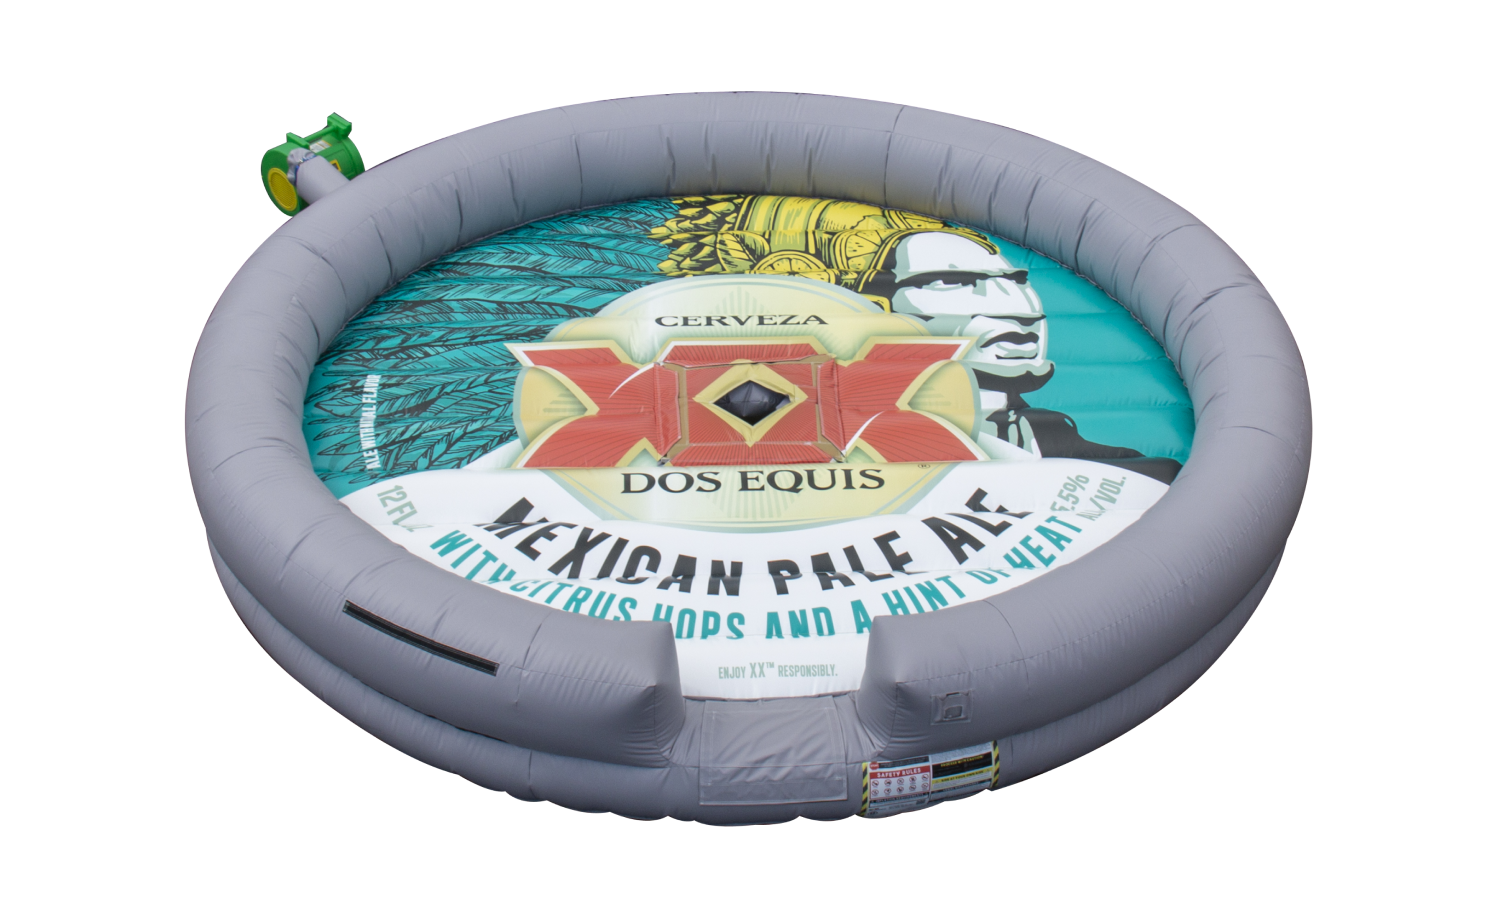 CERVEZA
XX
DOS EQUIS ®
ALE WITH NATURAL FLAVOR
12 FL
5.5%
ALC/VOL.
MEXICAN PALE ALE
WITH CITRUS HOPS AND A HINT OF HEAT
ENJOY XX™ RESPONSIBLY.
SAFETY RULES